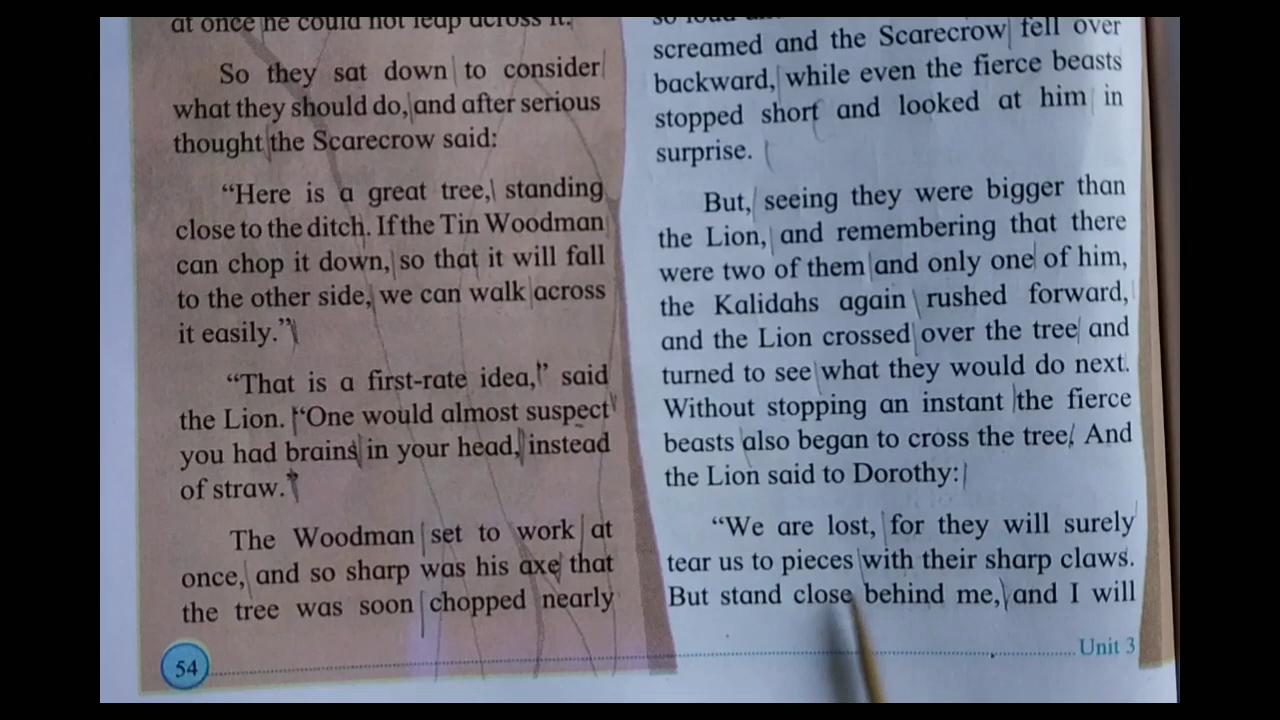 at once he could not leap across it.
So they sat down to consider
what they should do, and after serious
thought the Scarecrow said:
“Here is a great tree, standing
close to the ditch. If the Tin Woodman
can chop it down, so that it will fall
to the other side, we can walk across
it easily.”
“That is a first-rate idea,” said
the Lion. “One would almost suspect
you had brains in your head, instead
of straw.”
The Woodman set to work at
once, and so sharp was his axe that
the tree was soon chopped nearly
54
so loud
screamed and the Scarecrow fell over
backward, while even the fierce beasts
stopped short and looked at him in
surprise.
But, seeing they were bigger than
the Lion, and remembering that there
were two of them and only one of him,
the Kalidahs again rushed forward,
and the Lion crossed over the tree and
turned to see what they would do next.
Without stopping an instant the fierce
beasts also began to cross the tree. And
the Lion said to Dorothy:
“We are lost, for they will surely
tear us to pieces with their sharp claws.
But stand close behind me, and I will
Unit 3